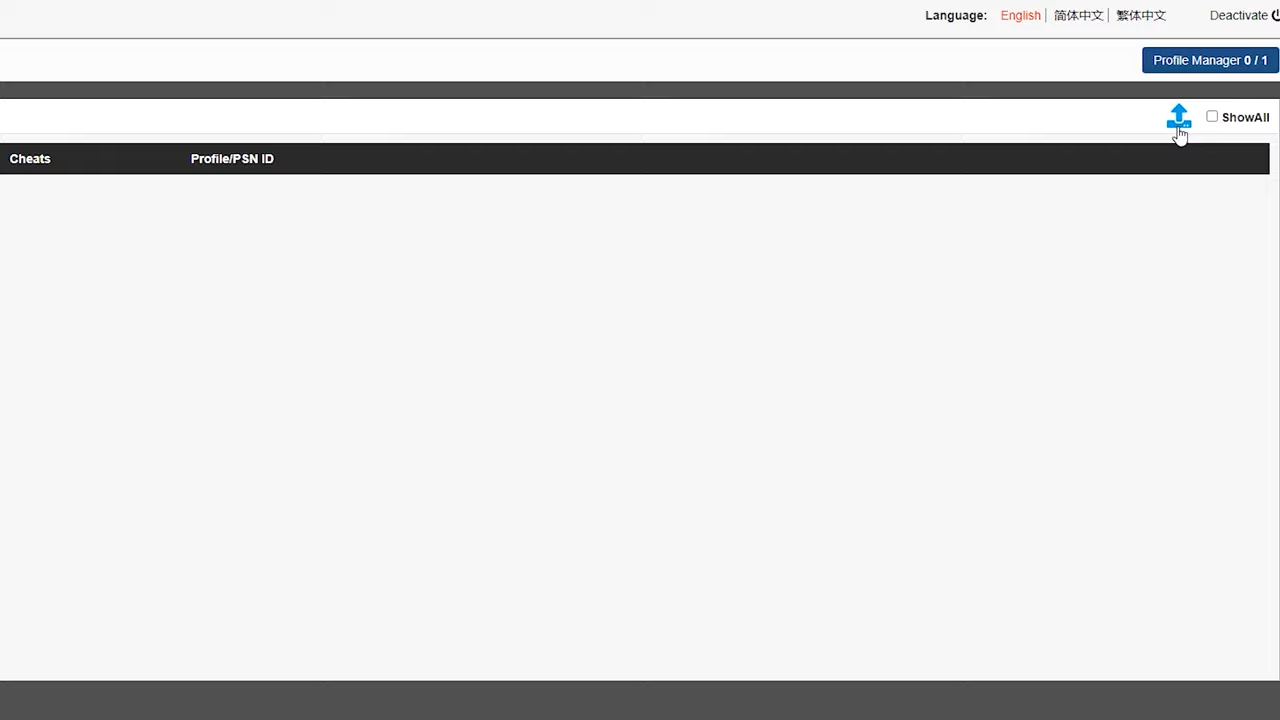 Language: English 简体中文 繁体中文 Deactivate
Profile Manager 0 / 1
ShowAll
Cheats Profile/PSN ID